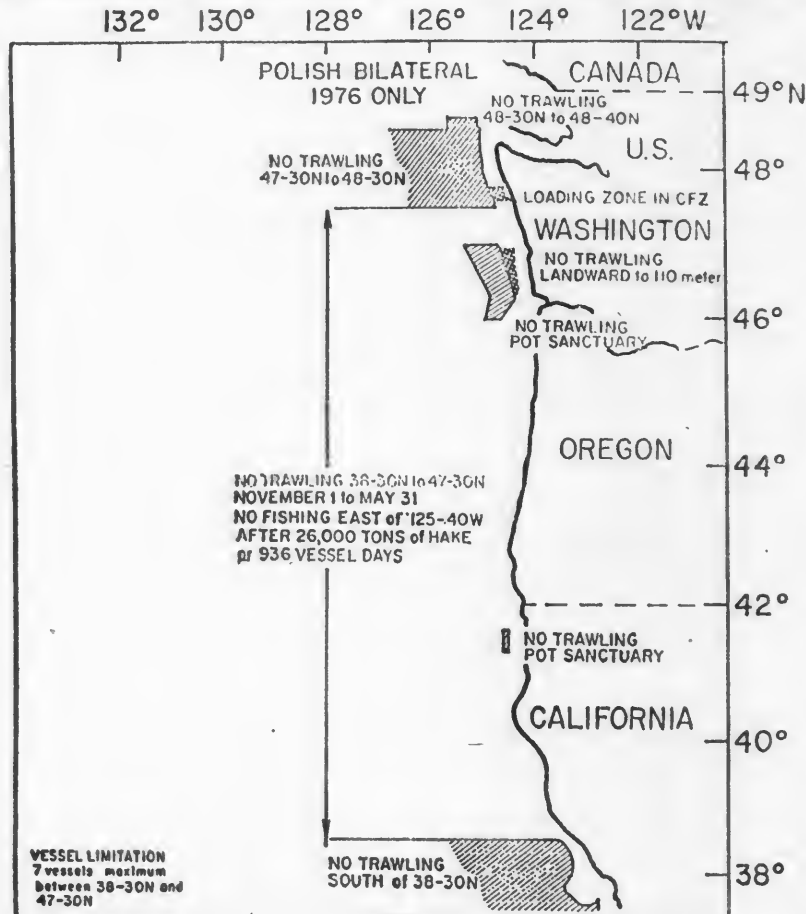 132° 130° 128° 126° 124° 122°W
POLISH BILATERAL
1976 ONLY
CANADA
49°N
NO TRAWLING
48-30N to 48-40N
U.S.
NO TRAWLING
47-30N to 48-30N
48°
LOADING ZONE IN CFZ
WASHINGTON
NO TRAWLING
LANDWARD to 110 meter
46°
NO TRAWLING
POT SANCTUARY
OREGON
44°
NO TRAWLING 38-30N to 47-30N
NOVEMBER 1 to MAY 31
NO FISHING EAST of 125-40W
AFTER 26,000 TONS of HAKE
or 936 VESSEL DAYS
42°
NO TRAWLING
POT SANCTUARY
CALIFORNIA
40°
VESSEL LIMITATION
7 vessels maximum
between 38-30N and
47-30N
NO TRAWLING
SOUTH of 38-30N
38°